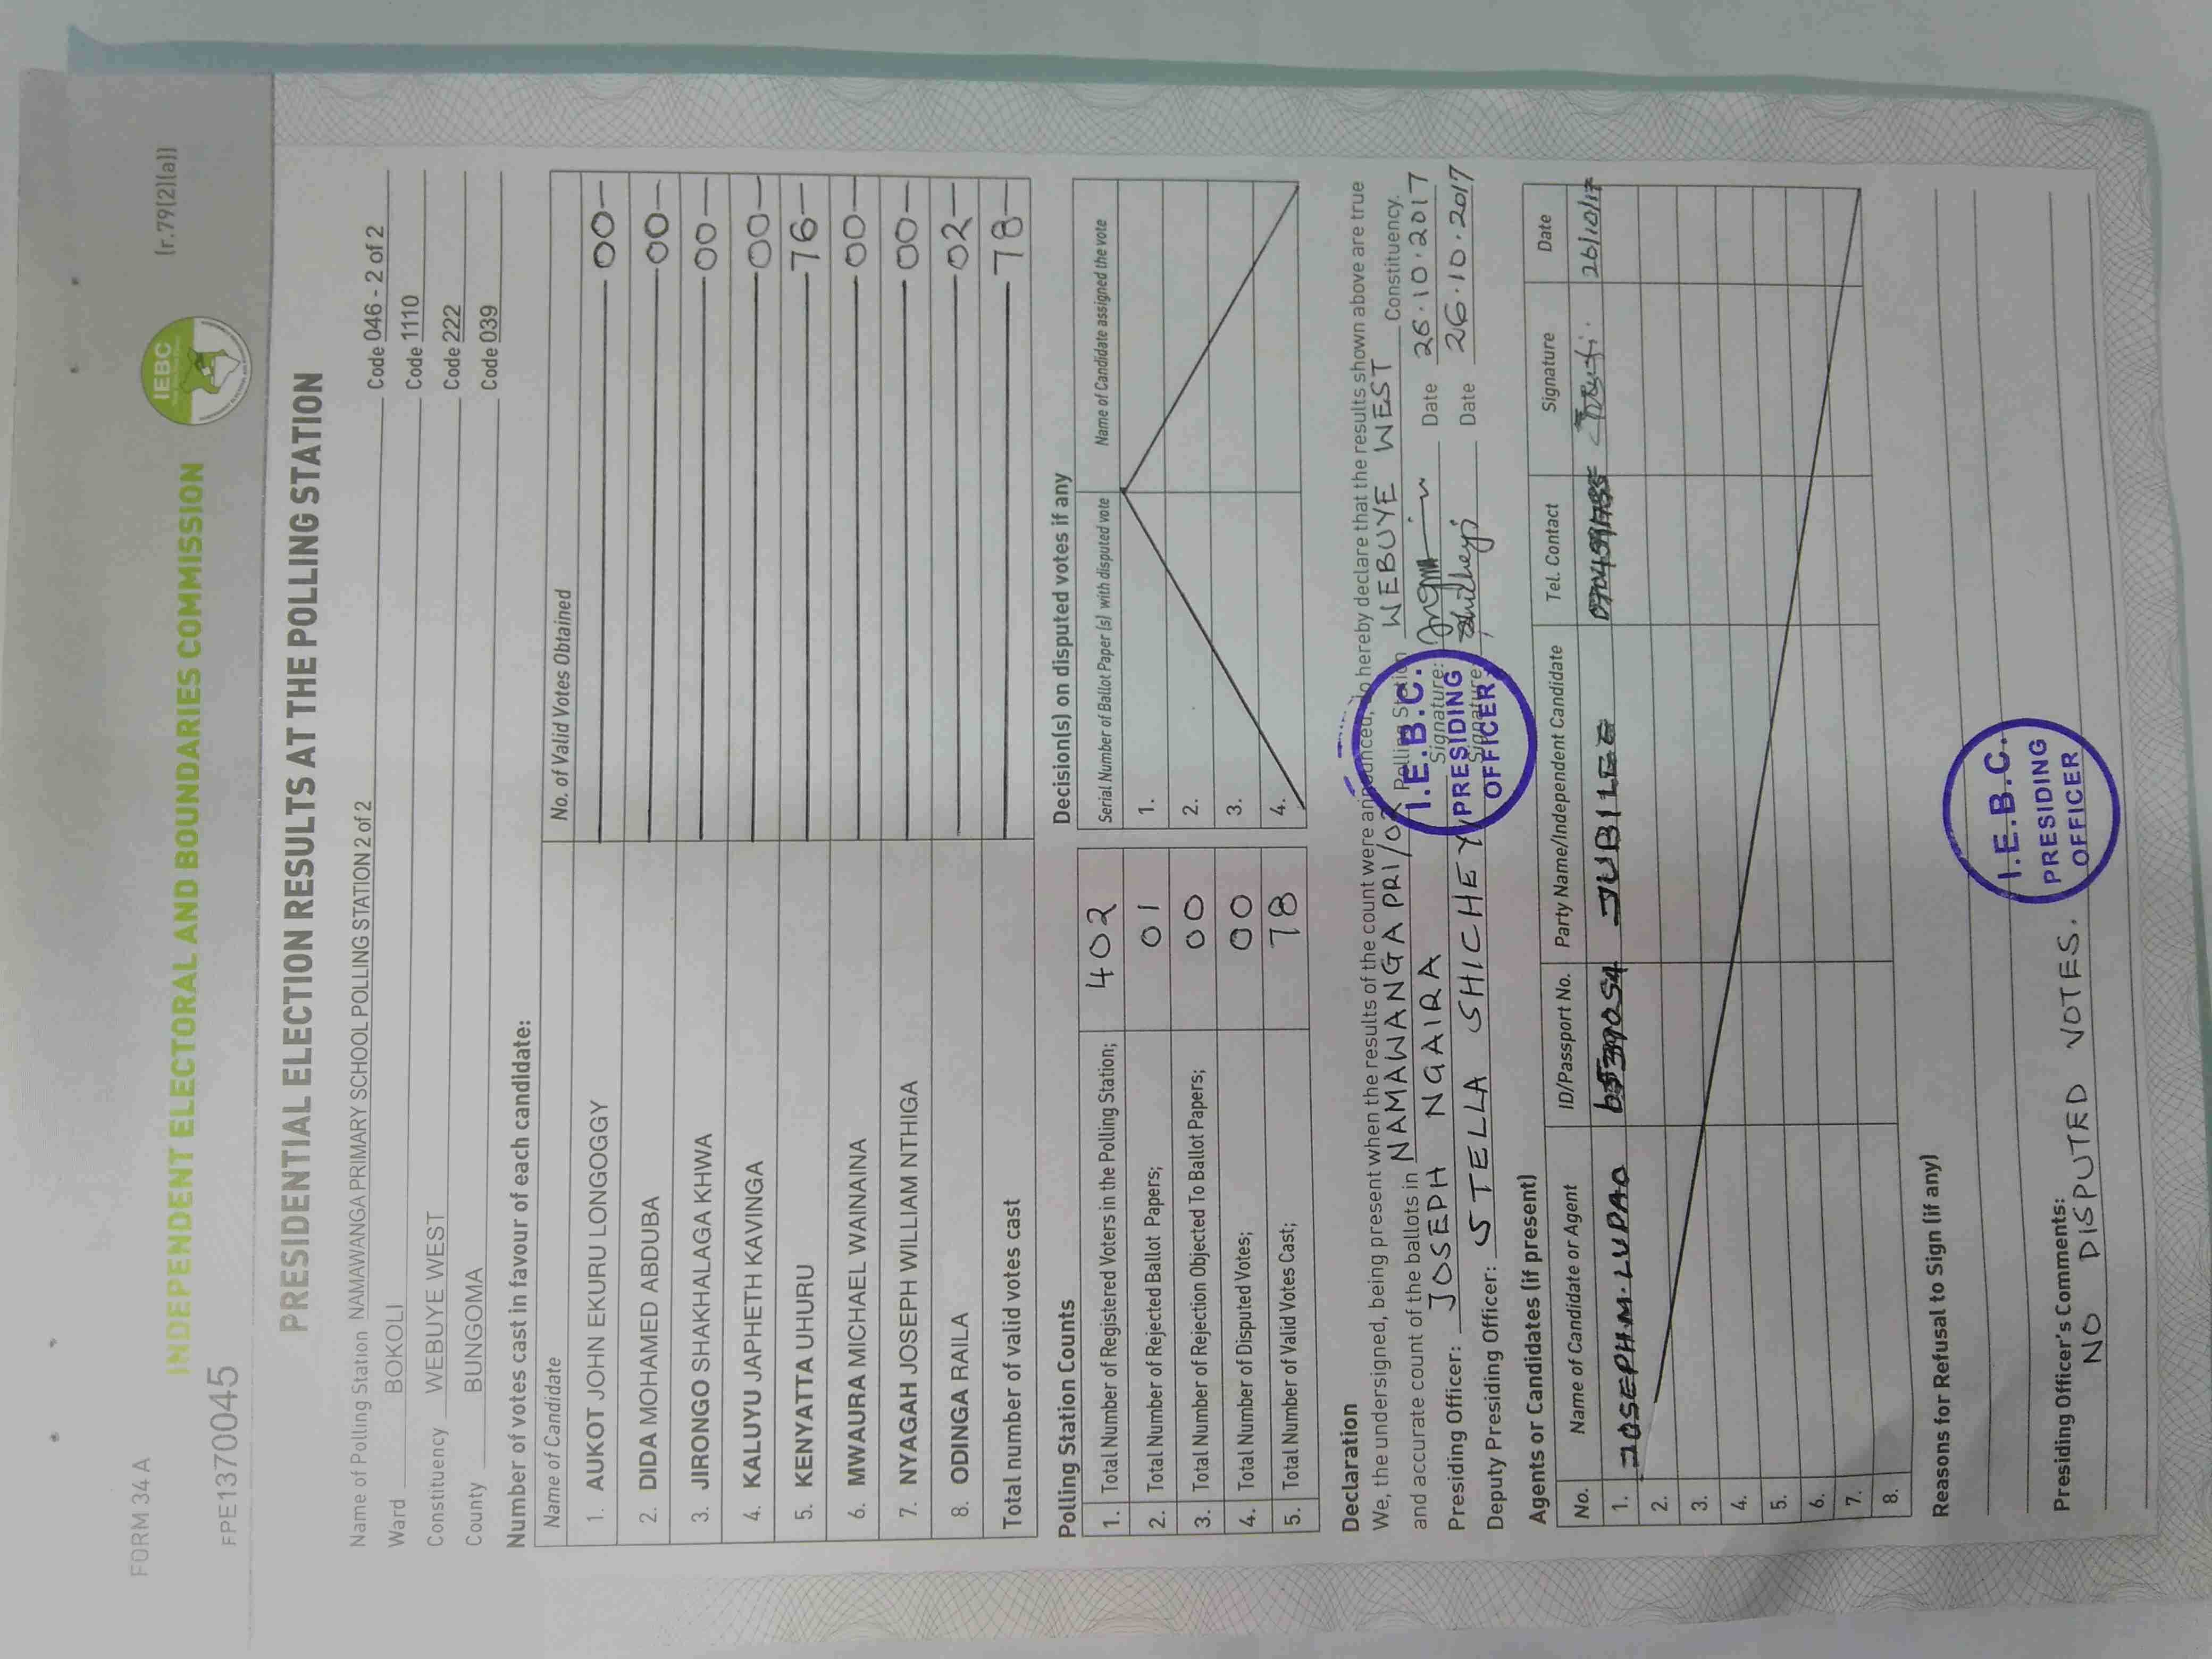 FORM 34 A
(r.79(2)(a))
FPE1370045
IEBC
INDEPENDENT ELECTORAL AND BOUNDARIES COMMISSION
PRESIDENTIAL ELECTION RESULTS AT THE POLLING STATION
Name of Polling Station NAMAWANGA PRIMARY SCHOOL POLLING STATION 2 of 2 Code 046 - 2 of 2
Ward BOKOLI Code 1110
Constituency WEBUYE WEST Code 222
County BUNGOMA Code 039
Number of votes cast in favour of each candidate:
Name of Candidate No. of Valid Votes Obtained
1. AUKOT JOHN EKURU LONGOGGY 00
2. DIDA MOHAMED ABDUBA 00
3. JIRONGO SHAKHALAGA KHWA 00
4. KALUYU JAPHETH KAVINGA 00
5. KENYATTA UHURU 76
6. MWAURA MICHAEL WAINAINA 00
7. NYAGAH JOSEPH WILLIAM NTHIGA 00
8. ODINGA RAILA 02
Total number of valid votes cast 78
Polling Station Counts
1. Total Number of Registered Voters in the Polling Station; 402
2. Total Number of Rejected Ballot Papers; 01
3. Total Number of Rejection Objected To Ballot Papers; 00
4. Total Number of Disputed Votes; 00
5. Total Number of Valid Votes Cast; 78
Decision(s) on disputed votes if any
Serial Number of Ballot Paper (s) with disputed vote Name of Candidate assigned the vote
1.
2.
3.
4.
Declaration
We, the undersigned, being present when the results of the count were announced, do hereby declare that the results shown above are true
and accurate count of the ballots in NAMAWANGA PRI/02 Polling Station WEBUYE WEST Constituency.
Presiding Officer: JOSEPH NGAIRA Signature: Date 26.10.2017
Deputy Presiding Officer: STELLA SHICHEYI Signature: Date 26.10.2017
I.E.B.C.
PRESIDING
OFFICER
Agents or Candidates (if present)
No. Name of Candidate or Agent ID/Passport No. Party Name/Independent Candidate Tel. Contact Signature Date
1. JOSEPH M. LUDAO JUBILEE 26/10/17
2.
3.
4.
5.
6.
7.
8.
Reasons for Refusal to Sign (if any)
Presiding Officer's Comments:
NO DISPUTED VOTES.
I.E.B.C.
PRESIDING
OFFICER